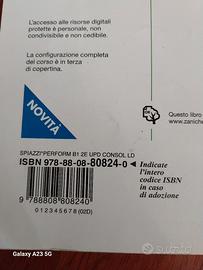 L'accesso alle risorse digitali
protette è personale, non
condivisibile e non cedibile.
La configurazione completa
del corso è in terza
di copertina.
NOVITÀ
Questo libro
www.zanich
SPIAZZI*PERFORM B1 2E UPD CONSOL LD
ISBN 978-88-08-80824-0
9 788808 808240
0 1 2 3 4 5 6 7 8 (02D)
Indicate
l'intero
codice ISBN
in caso
di adozione
Galaxy A23 5G
subito